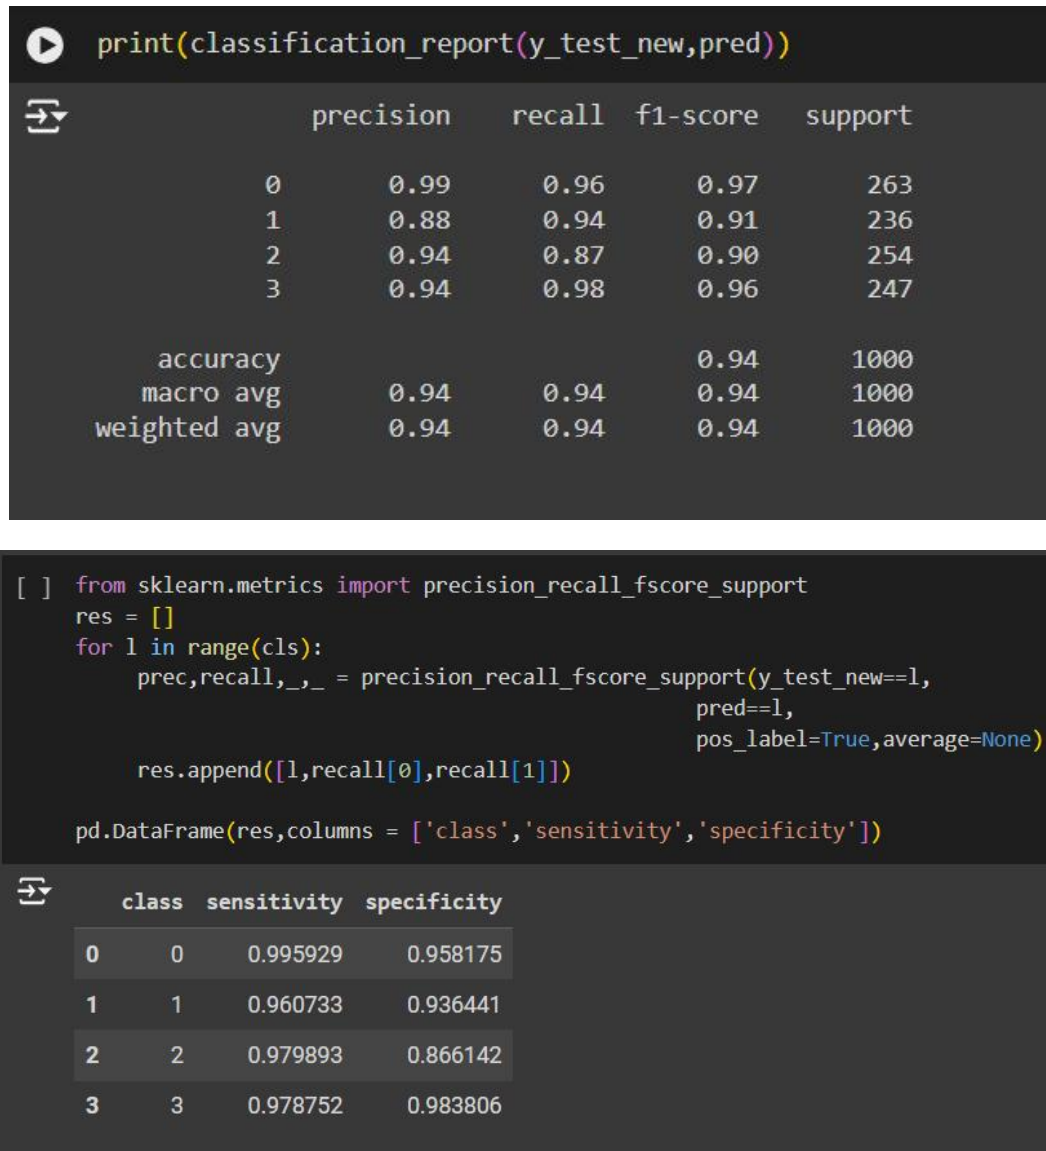 print(classification_report(y_test_new,pred))
precision recall f1-score support
0 0.99 0.96 0.97 263
1 0.88 0.94 0.91 236
2 0.94 0.87 0.90 254
3 0.94 0.98 0.96 247
accuracy 0.94 1000
macro avg 0.94 0.94 0.94 1000
weighted avg 0.94 0.94 0.94 1000
[ ] from sklearn.metrics import precision_recall_fscore_support
res = []
for l in range(cls):
prec,recall,_,_ = precision_recall_fscore_support(y_test_new==l,
pred==l,
pos_label=True,average=None)
res.append([l,recall[0],recall[1]])
pd.DataFrame(res,columns = ['class','sensitivity','specificity'])
class sensitivity specificity
0 0 0.995929 0.958175
1 1 0.960733 0.936441
2 2 0.979893 0.866142
3 3 0.978752 0.983806